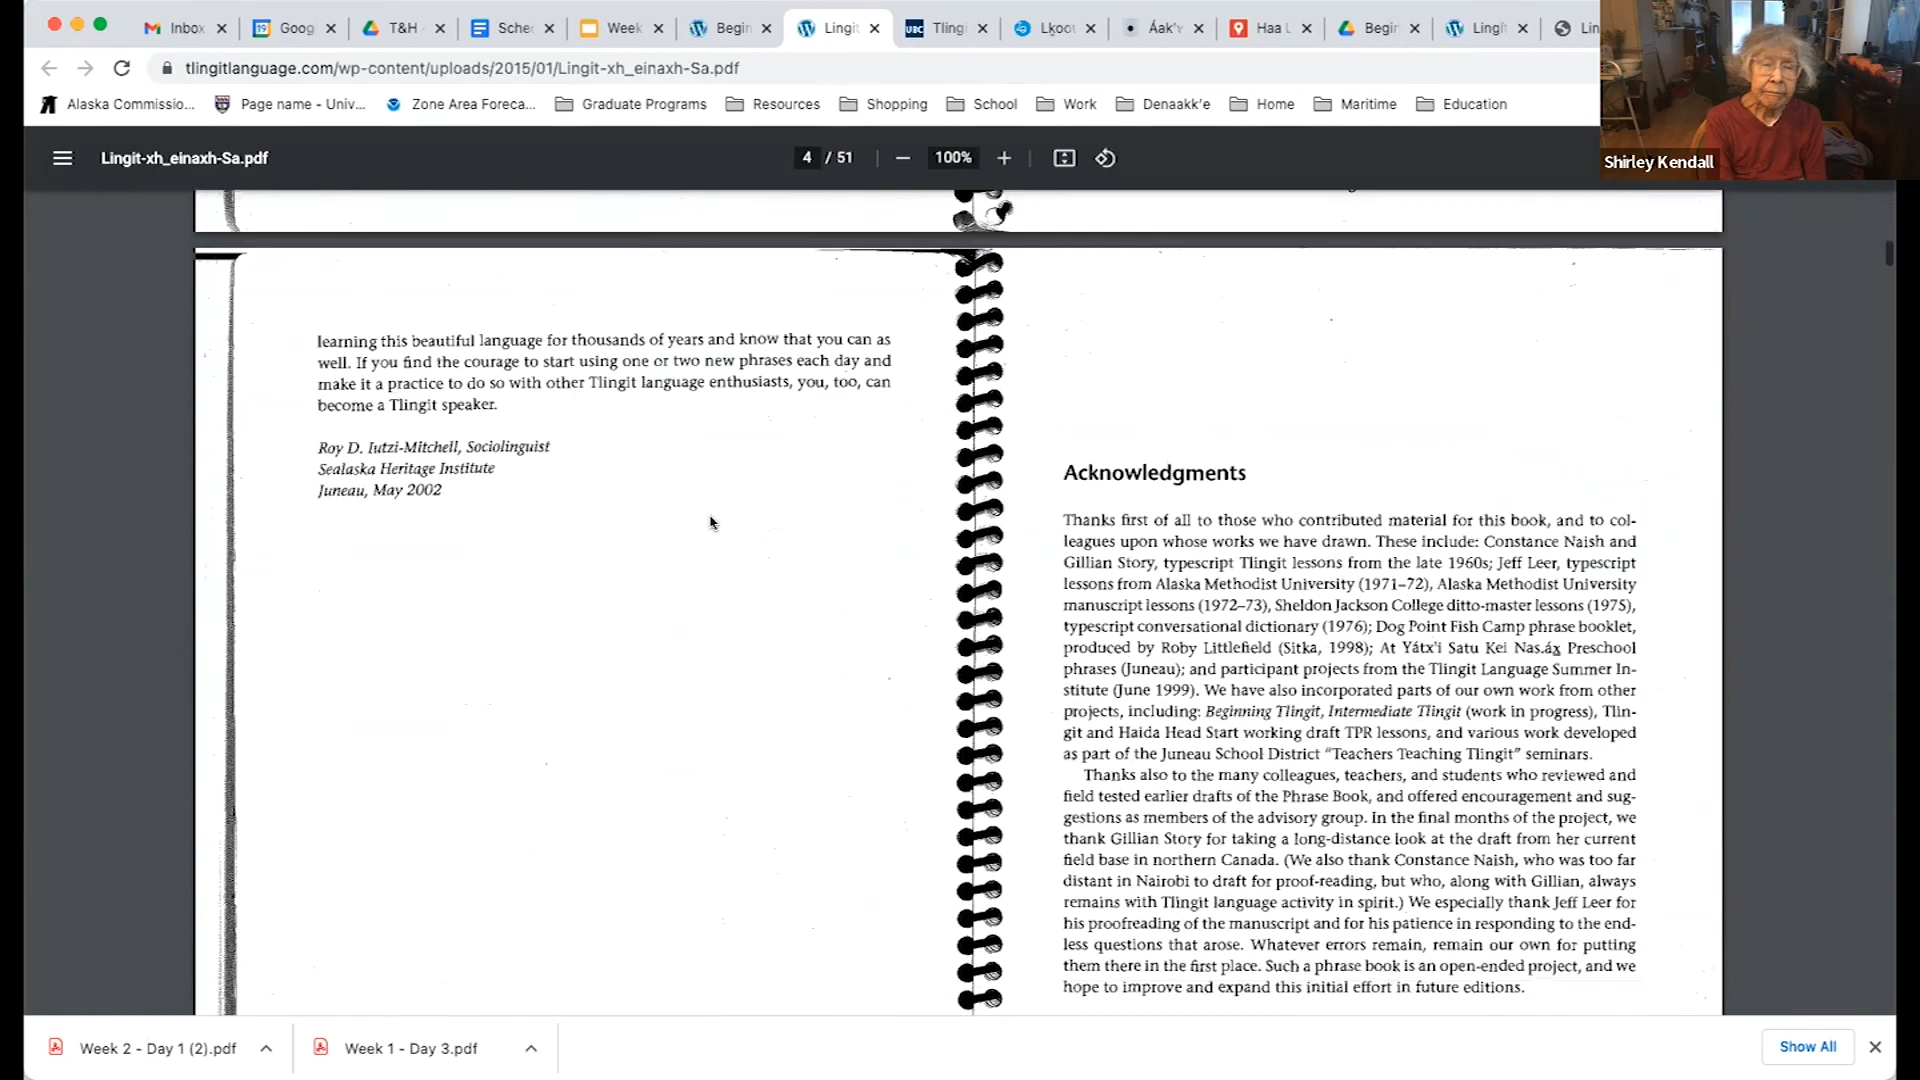 Inbox
Goog
T&H
Sche
Week
Begin
Lingit
UBC
Tling
Lḵoo
Áak'
Haa L
Begir
Lingit
Lin
tlingitlanguage.com/wp-content/uploads/2015/01/Lingit-xh_einaxh-Sa.pdf
Alaska Commissio...
Page name - Univ...
Zone Area Foreca...
Graduate Programs
Resources
Shopping
School
Work
Denaakk'e
Home
Maritime
Education
Shirley Kendall
Lingit-xh_einaxh-Sa.pdf
4 / 51
100%
learning this beautiful language for thousands of years and know that you can as
well. If you find the courage to start using one or two new phrases each day and
make it a practice to do so with other Tlingit language enthusiasts, you, too, can
become a Tlingit speaker.
Roy D. Iutzi-Mitchell, Sociolinguist
Sealaska Heritage Institute
Juneau, May 2002
Acknowledgments
Thanks first of all to those who contributed material for this book, and to col-
leagues upon whose works we have drawn. These include: Constance Naish and
Gillian Story, typescript Tlingit lessons from the late 1960s; Jeff Leer, typescript
lessons from Alaska Methodist University (1971–72), Alaska Methodist University
manuscript lessons (1972–73), Sheldon Jackson College ditto-master lessons (1975),
typescript conversational dictionary (1976); Dog Point Fish Camp phrase booklet,
produced by Roby Littlefield (Sitka, 1998); At Yátx'i Satu Kei Nas.áx̱ Preschool
phrases (Juneau); and participant projects from the Tlingit Language Summer In-
stitute (June 1999). We have also incorporated parts of our own work from other
projects, including: Beginning Tlingit, Intermediate Tlingit (work in progress), Tlin-
git and Haida Head Start working draft TPR lessons, and various work developed
as part of the Juneau School District “Teachers Teaching Tlingit” seminars.
Thanks also to the many colleagues, teachers, and students who reviewed and
field tested earlier drafts of the Phrase Book, and offered encouragement and sug-
gestions as members of the advisory group. In the final months of the project, we
thank Gillian Story for taking a long-distance look at the draft from her current
field base in northern Canada. (We also thank Constance Naish, who was too far
distant in Nairobi to draft for proof-reading, but who, along with Gillian, always
remains with Tlingit language activity in spirit.) We especially thank Jeff Leer for
his proofreading of the manuscript and for his patience in responding to the end-
less questions that arose. Whatever errors remain, remain our own for putting
them there in the first place. Such a phrase book is an open-ended project, and we
hope to improve and expand this initial effort in future editions.
Week 2 - Day 1 (2).pdf
Week 1 - Day 3.pdf
Show All